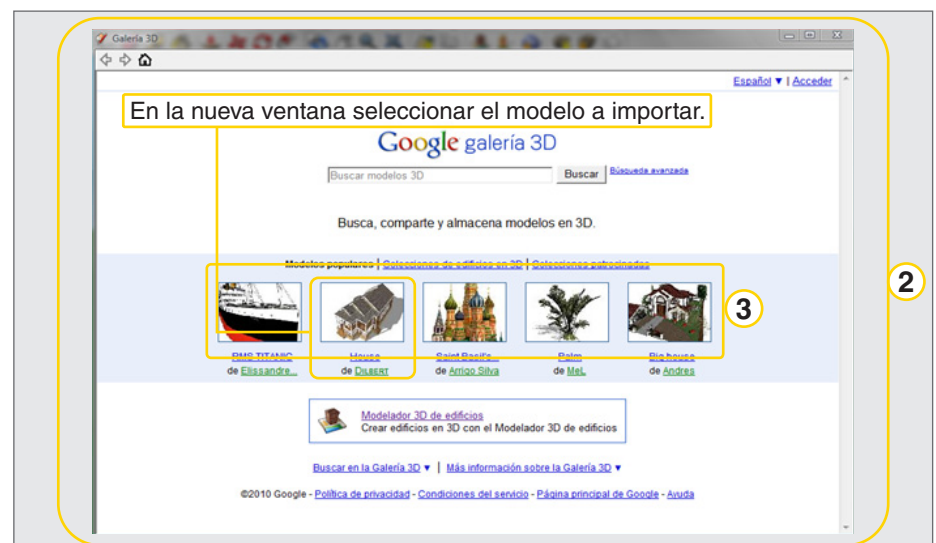 Galería 3D
Español ▼ | Acceder
En la nueva ventana seleccionar el modelo a importar.
Google galería 3D
Buscar modelos 3D Buscar Búsqueda avanzada
Busca, comparte y almacena modelos en 3D.
Modelos populares | Colecciones de edificios en 3D | Colecciones patrocinadas
2
3
RMS TITANIC House Saint Basil's... Palm Big house
de Elissandre... de DILBERT de Arrigo Silva de MeL de Andres
Modelador 3D de edificios
Crear edificios en 3D con el Modelador 3D de edificios
Buscar en la Galería 3D ▼ | Más información sobre la Galería 3D ▼
©2010 Google - Política de privacidad - Condiciones del servicio - Página principal de Google - Ayuda